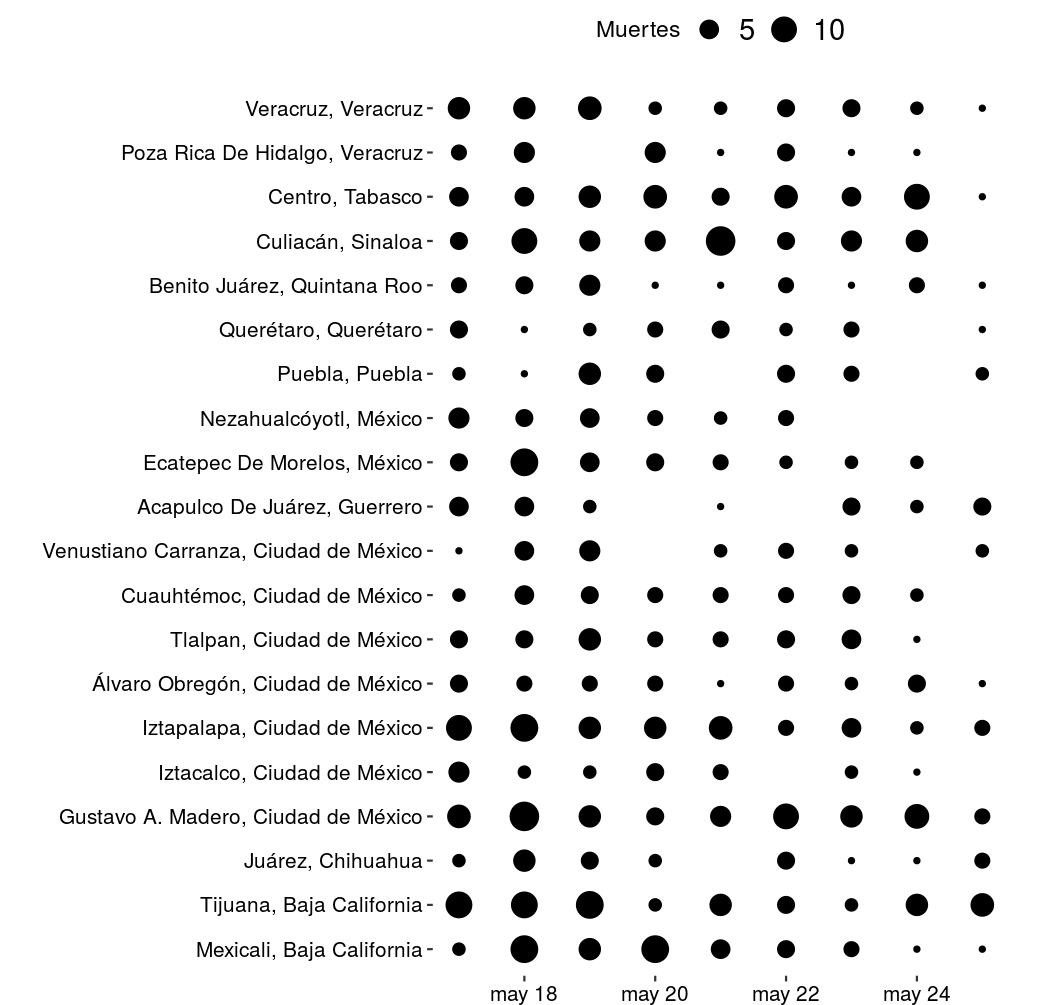 Muertes 5 10
Veracruz, Veracruz
Poza Rica De Hidalgo, Veracruz
Centro, Tabasco
Culiacán, Sinaloa
Benito Juárez, Quintana Roo
Querétaro, Querétaro
Puebla, Puebla
Nezahualcóyotl, México
Ecatepec De Morelos, México
Acapulco De Juárez, Guerrero
Venustiano Carranza, Ciudad de México
Cuauhtémoc, Ciudad de México
Tlalpan, Ciudad de México
Álvaro Obregón, Ciudad de México
Iztapalapa, Ciudad de México
Iztacalco, Ciudad de México
Gustavo A. Madero, Ciudad de México
Juárez, Chihuahua
Tijuana, Baja California
Mexicali, Baja California
may 18 may 20 may 22 may 24